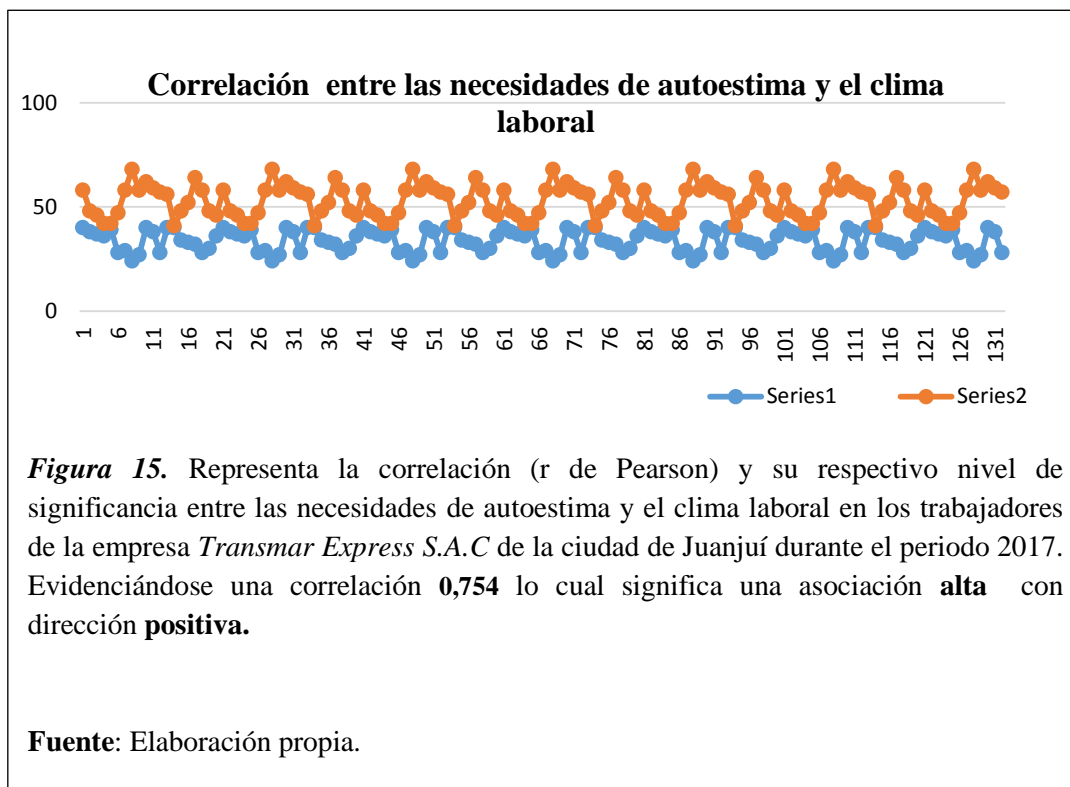 Correlación entre las necesidades de autoestima y el clima
laboral
100
50
0
1 6 11 16 21 26 31 36 41 46 51 56 61 66 71 76 81 86 91 96 101 106 111 116 121 126 131
Series1 Series2
Figura 15. Representa la correlación (r de Pearson) y su respectivo nivel de
significancia entre las necesidades de autoestima y el clima laboral en los trabajadores
de la empresa Transmar Express S.A.C de la ciudad de Juanjuí durante el periodo 2017.
Evidenciándose una correlación 0,754 lo cual significa una asociación alta con
dirección positiva.
Fuente: Elaboración propia.